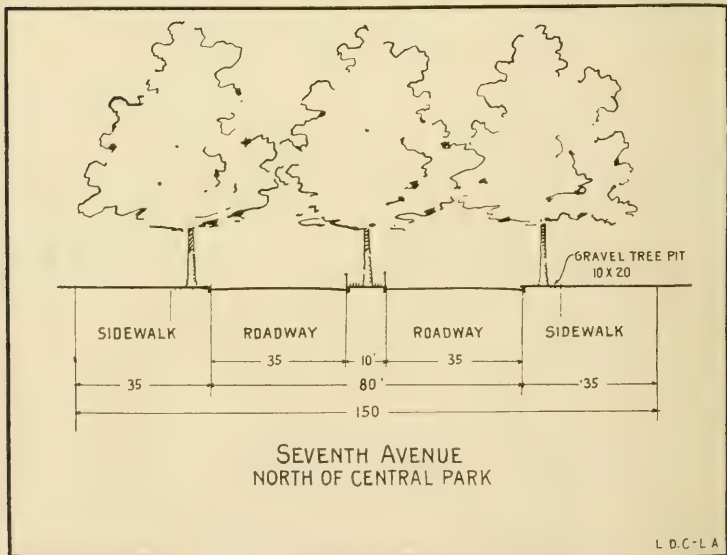 GRAVEL TREE PIT
10 X 20
SIDEWALK ROADWAY ROADWAY SIDEWALK
35 10' 35
35 80' 35
150
SEVENTH AVENUE
NORTH OF CENTRAL PARK
L.D.C-L.A